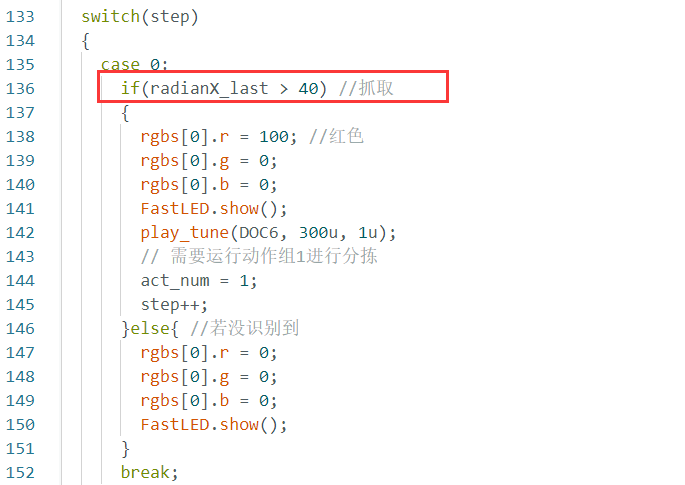 133 switch(step)
134 {
135 case 0:
136 if(radianX_last > 40) //抓取
137 {
138 rgbs[0].r = 100; //红色
139 rgbs[0].g = 0;
140 rgbs[0].b = 0;
141 FastLED.show();
142 play_tune(DOC6, 300u, 1u);
143 // 需要运行动作组1进行分拣
144 act_num = 1;
145 step++;
146 }else{ //若没识别到
147 rgbs[0].r = 0;
148 rgbs[0].g = 0;
149 rgbs[0].b = 0;
150 FastLED.show();
151 }
152 break;